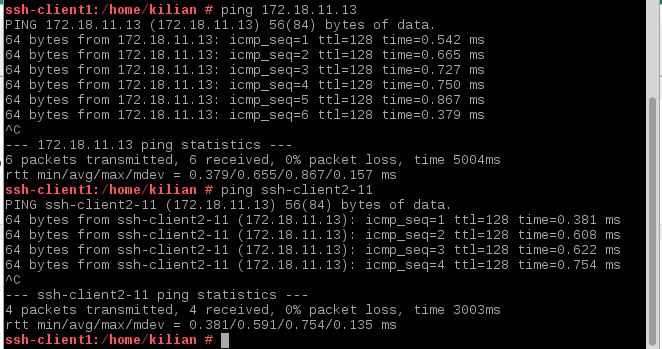 ssh-client1:/home/kilian # ping 172.18.11.13
PING 172.18.11.13 (172.18.11.13) 56(84) bytes of data.
64 bytes from 172.18.11.13: icmp_seq=1 ttl=128 time=0.542 ms
64 bytes from 172.18.11.13: icmp_seq=2 ttl=128 time=0.665 ms
64 bytes from 172.18.11.13: icmp_seq=3 ttl=128 time=0.727 ms
64 bytes from 172.18.11.13: icmp_seq=4 ttl=128 time=0.750 ms
64 bytes from 172.18.11.13: icmp_seq=5 ttl=128 time=0.867 ms
64 bytes from 172.18.11.13: icmp_seq=6 ttl=128 time=0.379 ms
^C
--- 172.18.11.13 ping statistics ---
6 packets transmitted, 6 received, 0% packet loss, time 5004ms
rtt min/avg/max/mdev = 0.379/0.655/0.867/0.157 ms
ssh-client1:/home/kilian # ping ssh-client2-11
PING ssh-client2-11 (172.18.11.13) 56(84) bytes of data.
64 bytes from ssh-client2-11 (172.18.11.13): icmp_seq=1 ttl=128 time=0.381 ms
64 bytes from ssh-client2-11 (172.18.11.13): icmp_seq=2 ttl=128 time=0.608 ms
64 bytes from ssh-client2-11 (172.18.11.13): icmp_seq=3 ttl=128 time=0.622 ms
64 bytes from ssh-client2-11 (172.18.11.13): icmp_seq=4 ttl=128 time=0.754 ms
^C
--- ssh-client2-11 ping statistics ---
4 packets transmitted, 4 received, 0% packet loss, time 3003ms
rtt min/avg/max/mdev = 0.381/0.591/0.754/0.135 ms
ssh-client1:/home/kilian #